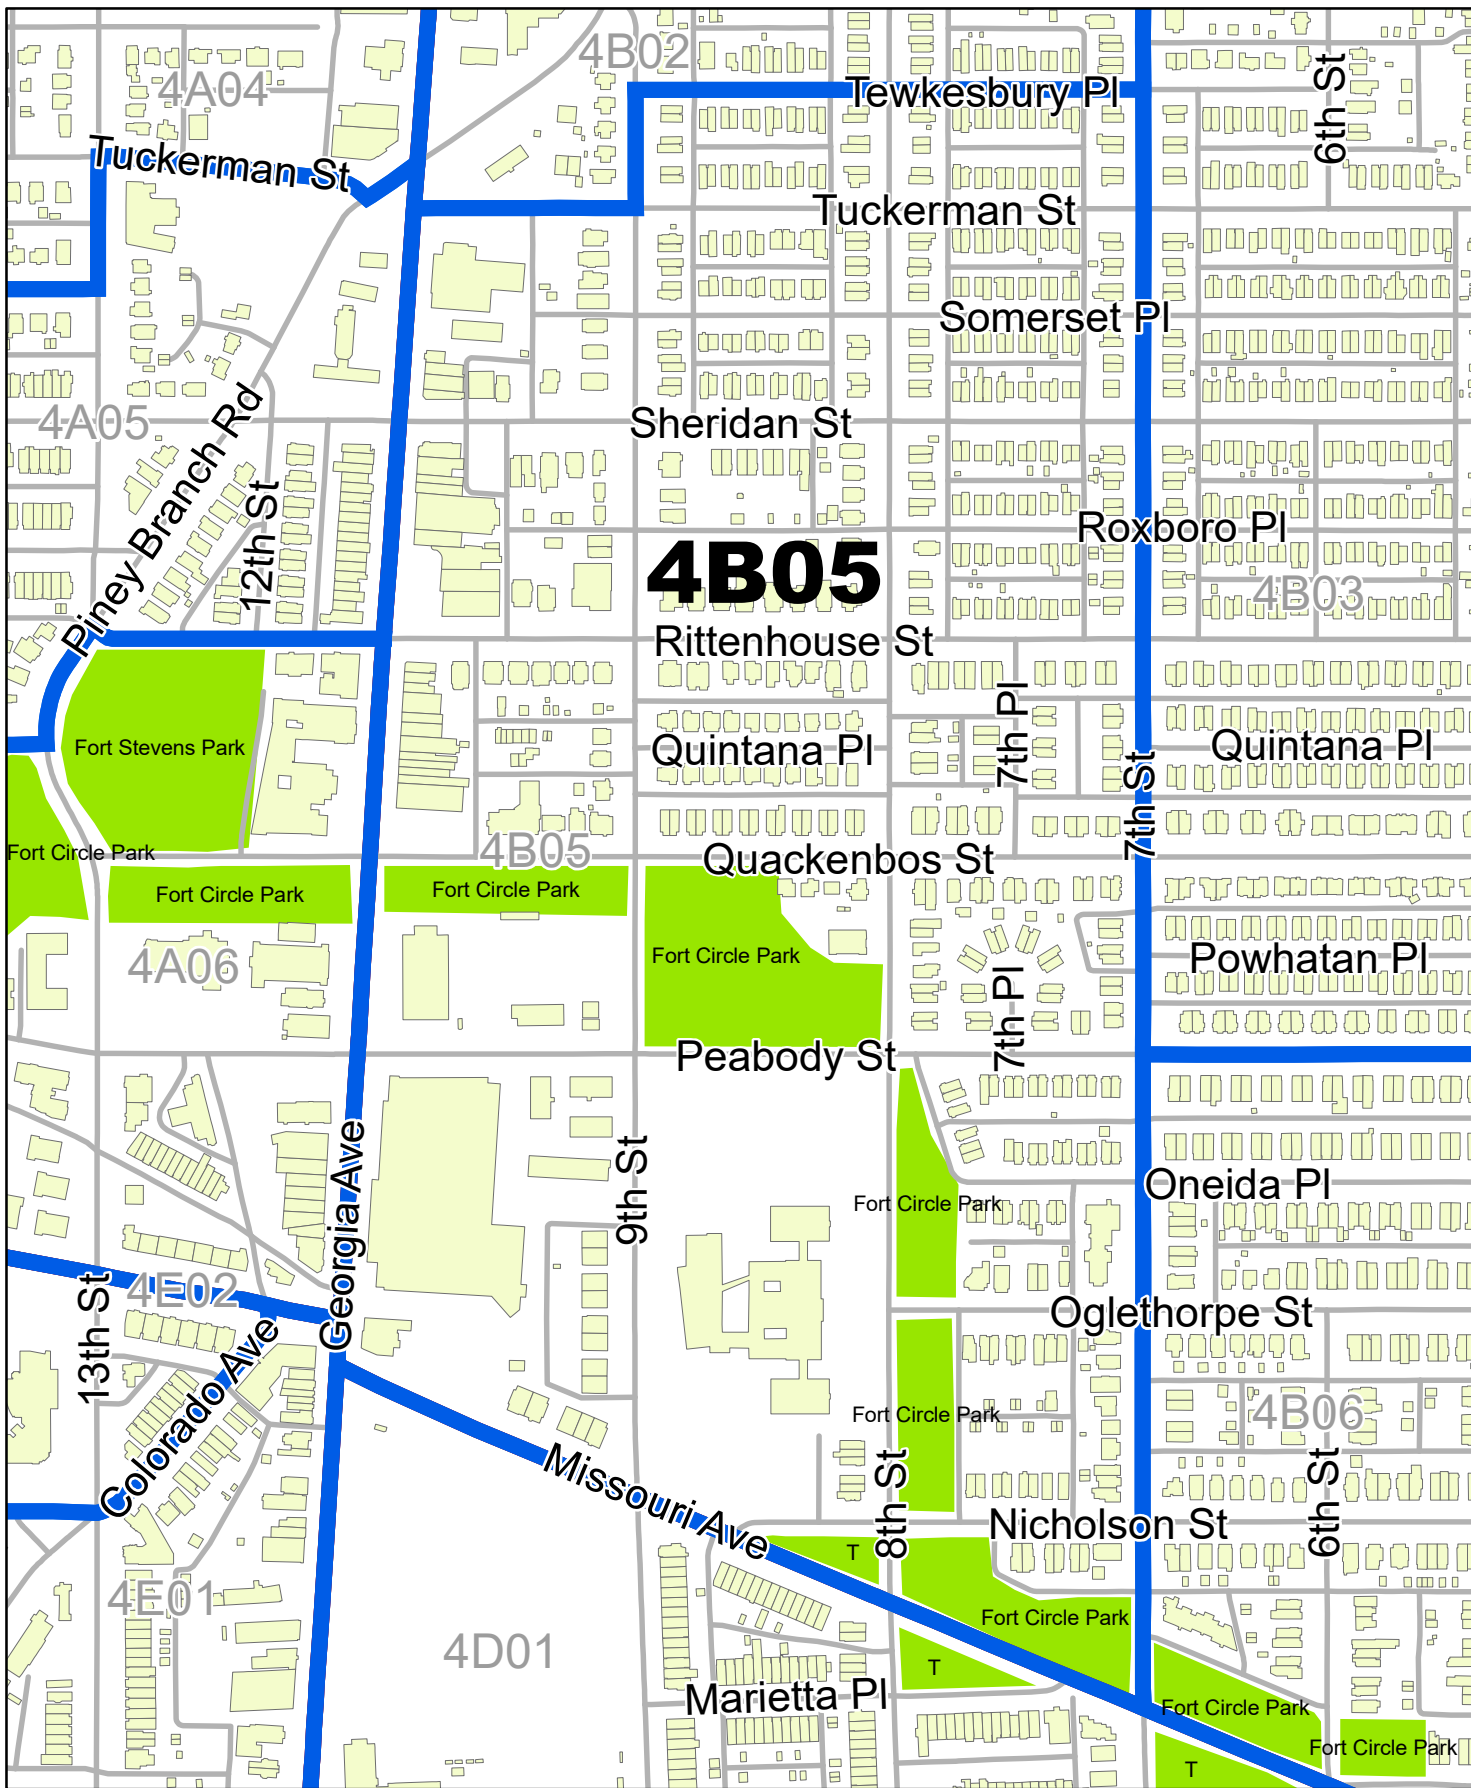 4B02
4A04
Tewkesbury Pl
6th St
Tuckerman St
Tuckerman St
Somerset Pl
4A05
Sheridan St
Piney Branch Rd
12th St
Roxboro Pl
4B05
4B03
Rittenhouse St
7th Pl
Fort Stevens Park
Quintana Pl
Quintana Pl
7th St
Fort Circle Park
4B05
Quackenbos St
Fort Circle Park
Fort Circle Park
Fort Circle Park
4A06
Powhatan Pl
7th Pl
Peabody St
Georgia Ave
9th St
Oneida Pl
Fort Circle Park
4E02
13th St
Oglethorpe St
Colorado Ave
Fort Circle Park
4B06
Missouri Ave
8th St
6th St
Nicholson St
T
4E01
Fort Circle Park
4D01
T
Marietta Pl
Fort Circle Park
Fort Circle Park
T